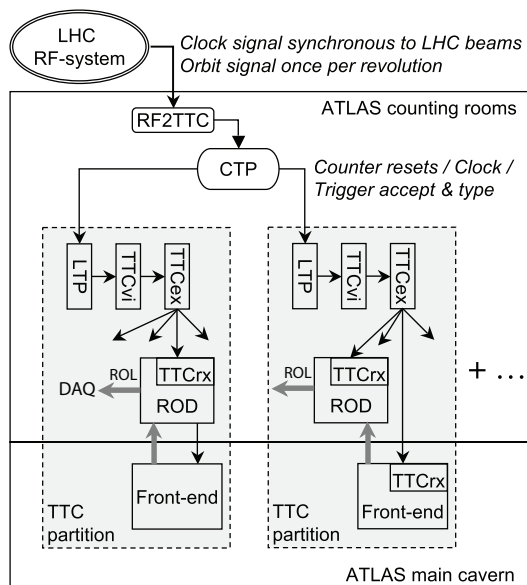 LHC
RF-system
Clock signal synchronous to LHC beams
Orbit signal once per revolution
ATLAS counting rooms
RF2TTC
CTP
Counter resets / Clock /
Trigger accept & type
LTP
TTCvi
TTCex
LTP
TTCvi
TTCex
DAQ
ROL
TTCrx
ROD
ROL
TTCrx
ROD
+ ...
Front-end
TTC
partition
TTCrx
Front-end
TTC
partition
ATLAS main cavern